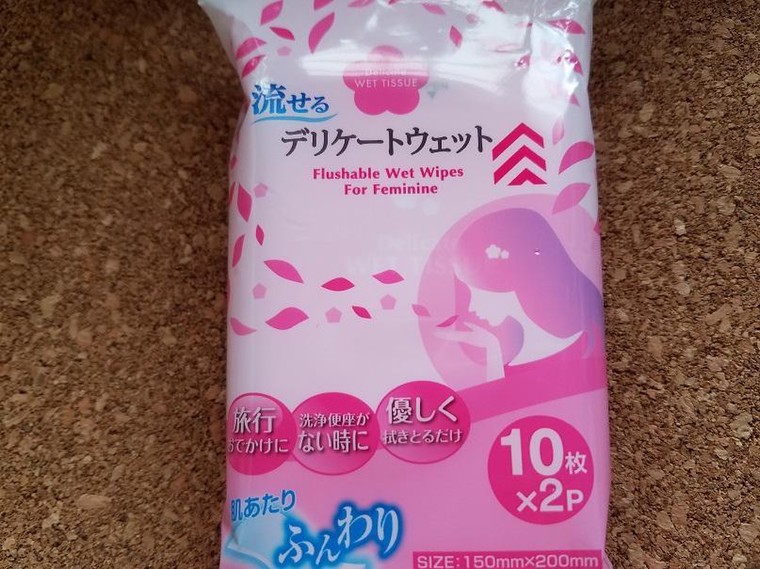 WET TISSUE
流せる
デリケートウェット
Flushable Wet Wipes
For Feminine
WET TISSUE
旅行
おでかけに
洗浄便座が
ない時に
優しく
拭きとるだけ
10枚
×2P
肌あたり
ふんわり
SIZE:150mm×200mm